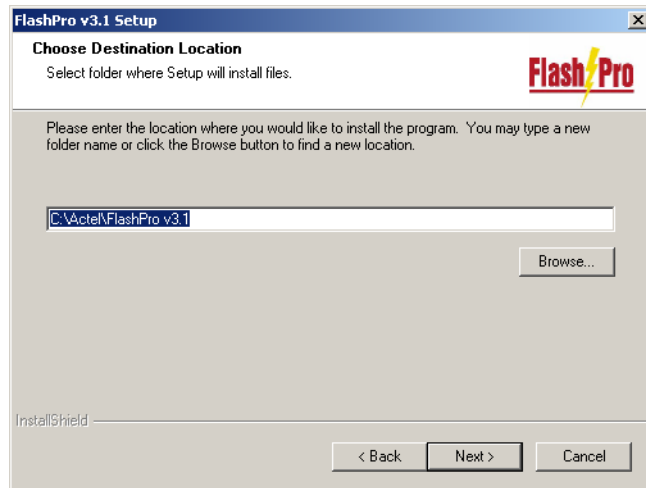 FlashPro v3.1 Setup
Choose Destination Location
Select folder where Setup will install files.
Flash Pro
Please enter the location where you would like to install the program. You may type a new
folder name or click the Browse button to find a new location.
C:\Actel\FlashPro v3.1
Browse...
InstallShield
< Back
Next >
Cancel